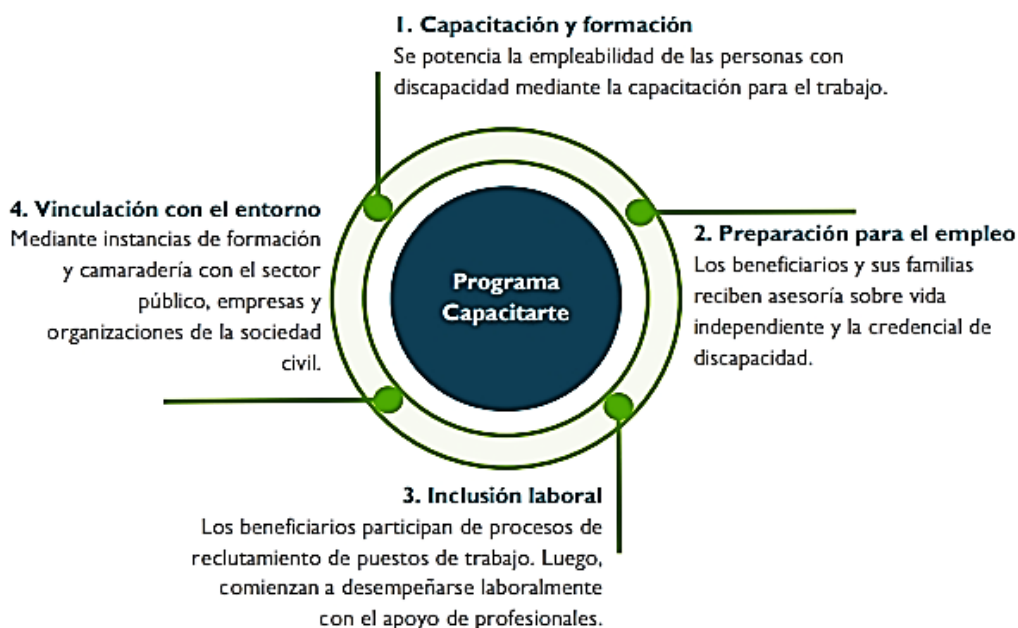 1. Capacitación y formación
Se potencia la empleabilidad de las personas con
discapacidad mediante la capacitación para el trabajo.
4. Vinculación con el entorno
Mediante instancias de formación
y camaradería con el sector
público, empresas y
organizaciones de la sociedad
civil.
Programa
Capacitarte
2. Preparación para el empleo
Los beneficiarios y sus familias
reciben asesoría sobre vida
independiente y la credencial de
discapacidad.
3. Inclusión laboral
Los beneficiarios participan de procesos de
reclutamiento de puestos de trabajo. Luego,
comienzan a desempeñarse laboralmente
con el apoyo de profesionales.